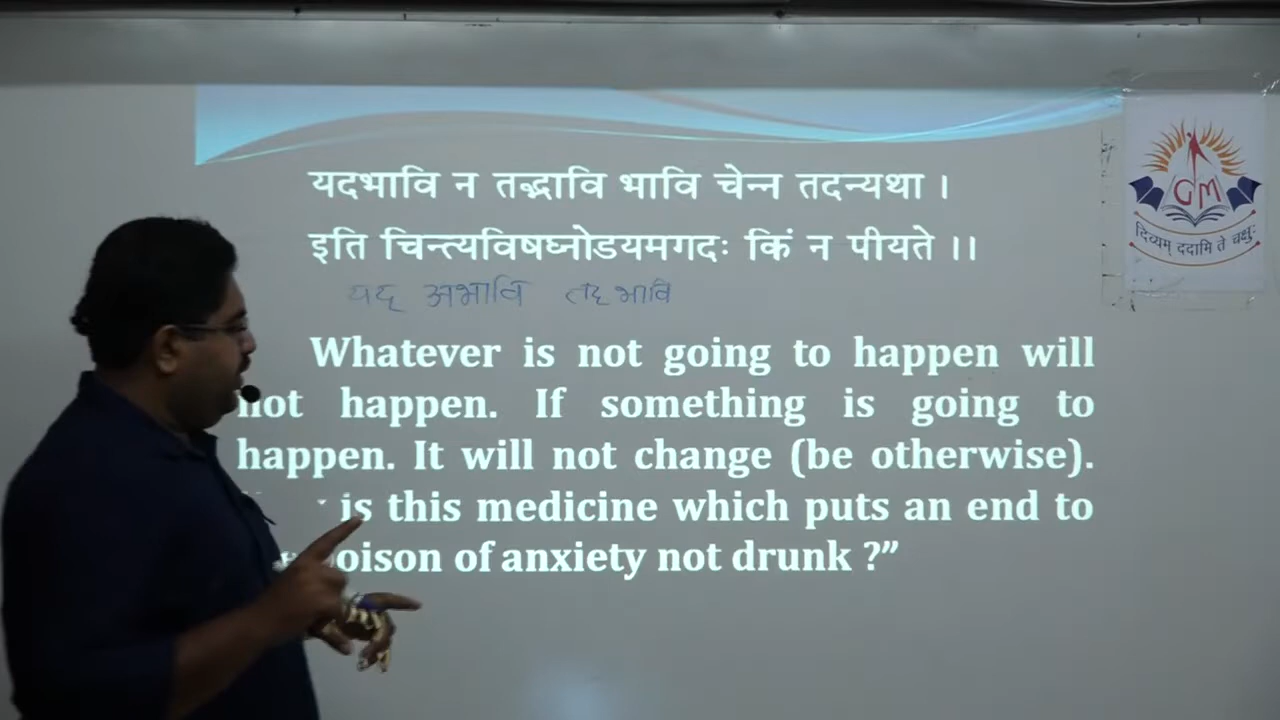 यदभावि न तद्भावि भावि चेन्न तदन्यथा ।
इति चिन्त्यविषघ्नोडयमगदः किं न पीयते ।।
यद् अभावि तद् भावि
Whatever is not going to happen will
not happen. If something is going to
happen. It will not change (be otherwise).
is this medicine which puts an end to
poison of anxiety not drunk ?”
GM
दिव्यम् ददामि ते चक्षुः